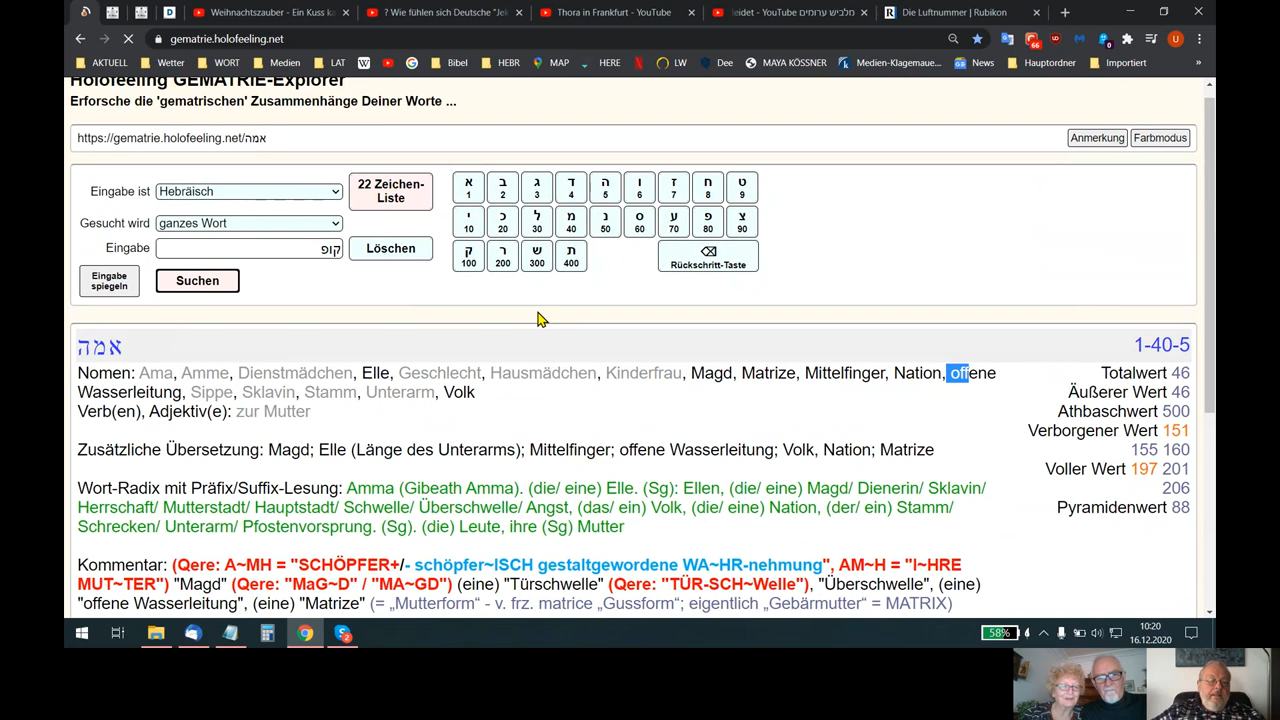 Weihnachtszauber - Ein Kuss ka
? Wie fühlen sich Deutsche "Je
Thora in Frankfurt - YouTube
leidet - YouTube מלביש ערומים
Die Luftnummer | Rubikon
gematrie.holofeeling.net
66
0
U
AKTUELL
Wetter
WORT
Medien
LAT
Bibel
HEBR
MAP
HERE
LW
Dee
MAYA KÖSSNER
Medien-Klagemaue...
News
Hauptordner
Importiert
»
Holofeeling GEMATRIE-Explorer
Erforsche die 'gematrischen' Zusammenhänge Deiner Worte ...
https://gematrie.holofeeling.net/אמה
Anmerkung
Farbmodus
Eingabe ist Hebräisch
22 Zeichen-Liste
Gesucht wird ganzes Wort
Eingabe קופ
Löschen
Eingabe spiegeln
Suchen
א ב ג ד ה ו ז ח ט
1 2 3 4 5 6 7 8 9
י כ ל מ נ ס ע פ צ
10 20 30 40 50 60 70 80 90
ק ר ש ת
100 200 300 400
Rückschritt-Taste
אמה
1-40-5
Nomen: Ama, Amme, Dienstmädchen, Elle, Geschlecht, Hausmädchen, Kinderfrau, Magd, Matrize, Mittelfinger, Nation, offene
Wasserleitung, Sippe, Sklavin, Stamm, Unterarm, Volk
Verb(en), Adjektiv(e): zur Mutter
Zusätzliche Übersetzung: Magd; Elle (Länge des Unterarms); Mittelfinger; offene Wasserleitung; Volk, Nation; Matrize
Wort-Radix mit Präfix/Suffix-Lesung: Amma (Gibeath Amma). (die/ eine) Elle. (Sg): Ellen, (die/ eine) Magd/ Dienerin/ Sklavin/
Herrschaft/ Mutterstadt/ Hauptstadt/ Schwelle/ Überschwelle/ Angst, (das/ ein) Volk, (die/ eine) Nation, (der/ ein) Stamm/
Schrecken/ Unterarm/ Pfostenvorsprung. (Sg). (die) Leute, ihre (Sg) Mutter
Kommentar: (Qere: A~MH = "SCHÖPFER+/- schöpfer~ISCH gestaltgewordene WA~HR-nehmung", AM~H = "I~HRE
MUT~TER") "Magd" (Qere: "MaG~D" / "MA~GD") (eine) "Türschwelle" (Qere: "TÜR-SCH~Welle"), "Überschwelle", (eine)
"offene Wasserleitung", (eine) "Matrize" (= „Mutterform“ - v. frz. matrice „Gussform“; eigentlich „Gebärmutter“ = MATRIX)
Totalwert 46
Äußerer Wert 46
Athbaschwert 500
Verborgener Wert 151
155 160
Voller Wert 197 201
206
Pyramidenwert 88
58%
10:20
16.12.2020